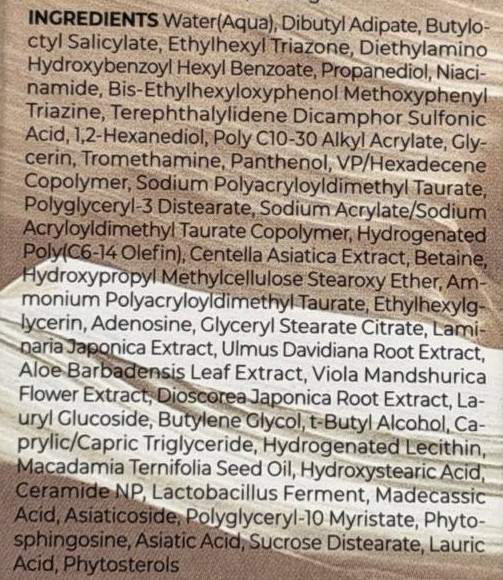 INGREDIENTS Water(Aqua), Dibutyl Adipate, Butylo-
ctyl Salicylate, Ethylhexyl Triazone, Diethylamino
Hydroxybenzoyl Hexyl Benzoate, Propanediol, Niaci-
namide, Bis-Ethylhexyloxyphenol Methoxyphenyl
Triazine, Terephthalylidene Dicamphor Sulfonic
Acid, 1,2-Hexanediol, Poly C10-30 Alkyl Acrylate, Gly-
cerin, Tromethamine, Panthenol, VP/Hexadecene
Copolymer, Sodium Polyacryloyldimethyl Taurate,
Polyglyceryl-3 Distearate, Sodium Acrylate/Sodium
Acryloyldimethyl Taurate Copolymer, Hydrogenated
Poly(C6-14 Olefin), Centella Asiatica Extract, Betaine,
Hydroxypropyl Methylcellulose Stearoxy Ether, Am-
monium Polyacryloyldimethyl Taurate, Ethylhexylg-
lycerin, Adenosine, Glyceryl Stearate Citrate, Lami-
naria Japonica Extract, Ulmus Davidiana Root Extract,
Aloe Barbadensis Leaf Extract, Viola Mandshurica
Flower Extract, Dioscorea Japonica Root Extract, La-
uryl Glucoside, Butylene Glycol, t-Butyl Alcohol, Ca-
prylic/Capric Triglyceride, Hydrogenated Lecithin,
Macadamia Ternifolia Seed Oil, Hydroxystearic Acid,
Ceramide NP, Lactobacillus Ferment, Madecassic
Acid, Asiaticoside, Polyglyceryl-10 Myristate, Phyto-
sphingosine, Asiatic Acid, Sucrose Distearate, Lauric
Acid, Phytosterols